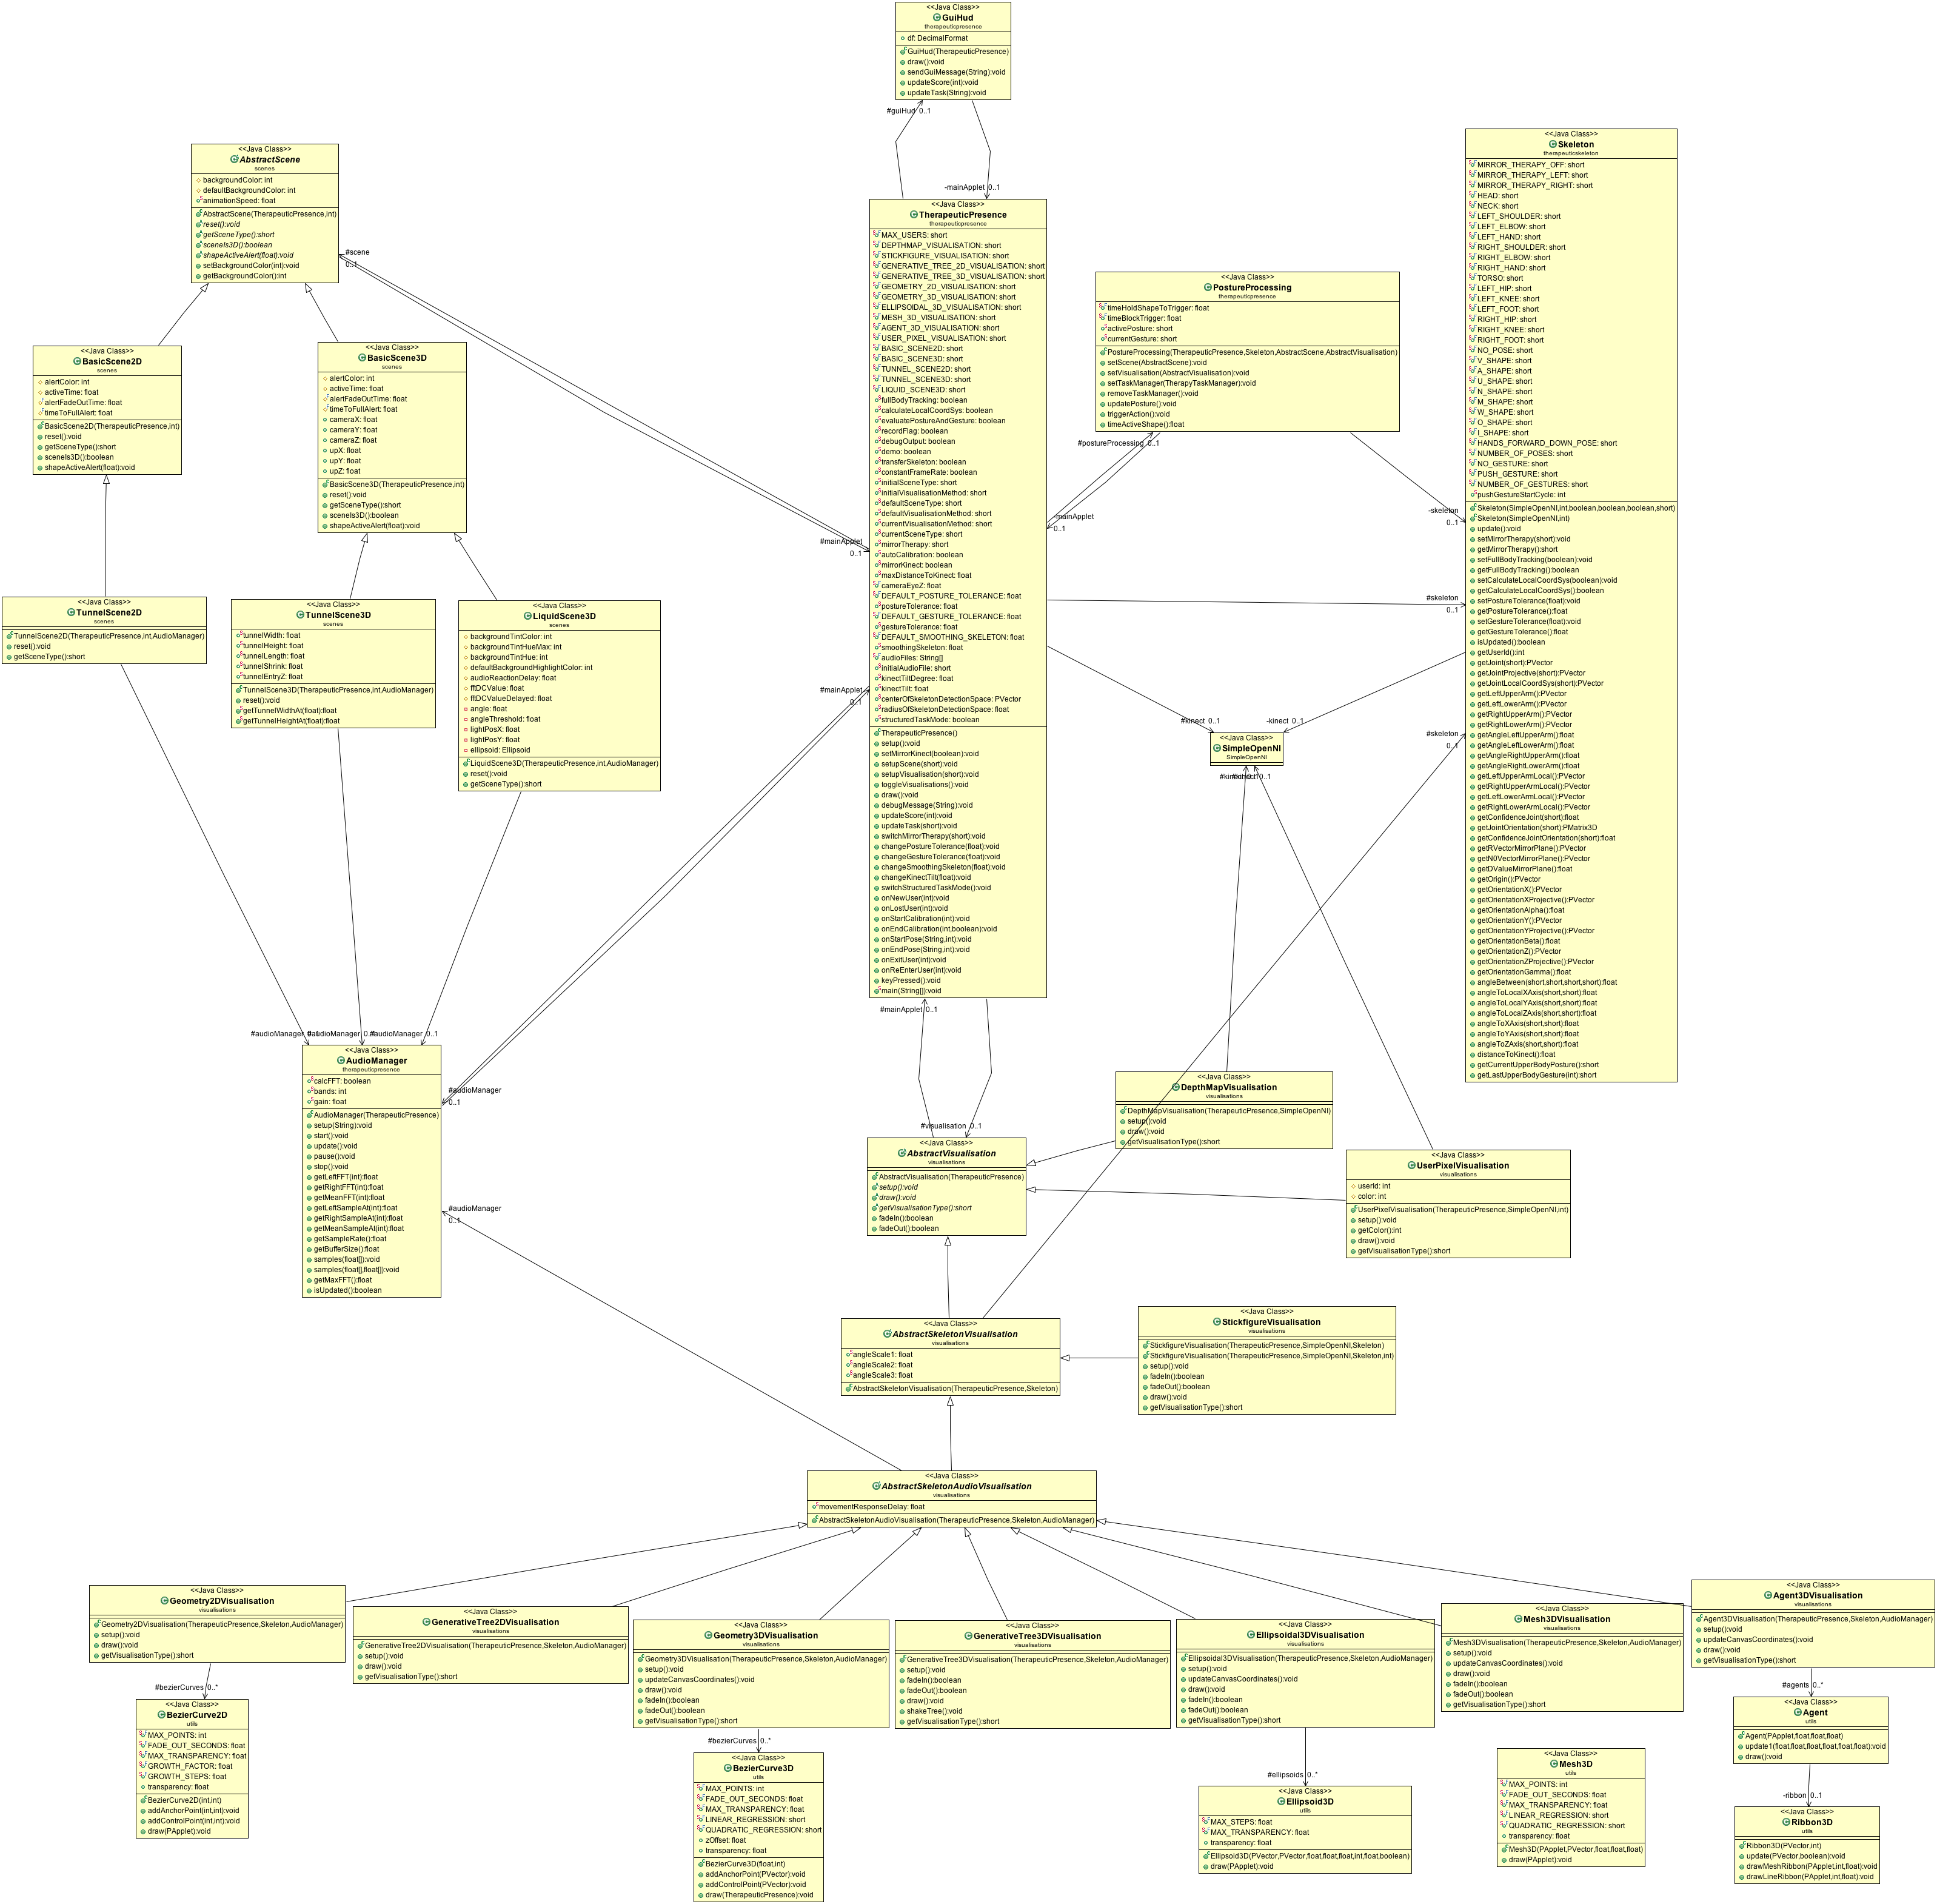 <<Java Class>>
GuiHud
therapeuticpresence
df: DecimalFormat
GuiHud(TherapeuticPresence)
draw():void
sendGuiMessage(String):void
updateScore(int):void
updateTask(String):void
#guiHud 0..1
-mainApplet 0..1
<<Java Class>>
AbstractScene
scenes
backgroundColor: int
defaultBackgroundColor: int
animationSpeed: float
AbstractScene(TherapeuticPresence,int)
reset():void
getSceneType():short
sceneIs3D():boolean
shapeActiveAlert(float):void
setBackgroundColor(int):void
getBackgroundColor():int
#scene
0..1
<<Java Class>>
BasicScene2D
scenes
alertColor: int
activeTime: float
alertFadeOutTime: float
timeToFullAlert: float
BasicScene2D(TherapeuticPresence,int)
reset():void
getSceneType():short
sceneIs3D():boolean
shapeActiveAlert(float):void
<<Java Class>>
BasicScene3D
scenes
alertColor: int
activeTime: float
alertFadeOutTime: float
timeToFullAlert: float
cameraX: float
cameraY: float
cameraZ: float
upX: float
upY: float
upZ: float
BasicScene3D(TherapeuticPresence,int)
reset():void
getSceneType():short
sceneIs3D():boolean
shapeActiveAlert(float):void
<<Java Class>>
TunnelScene2D
scenes
TunnelScene2D(TherapeuticPresence,int,AudioManager)
reset():void
getSceneType():short
<<Java Class>>
TunnelScene3D
scenes
tunnelWidth: float
tunnelHeight: float
tunnelLength: float
tunnelShrink: float
tunnelEntryZ: float
TunnelScene3D(TherapeuticPresence,int,AudioManager)
reset():void
getTunnelWidthAt(float):float
getTunnelHeightAt(float):float
<<Java Class>>
LiquidScene3D
scenes
backgroundTintColor: int
backgroundTintHueMax: int
backgroundTintHue: int
defaultBackgroundHighlightColor: int
audioReactionDelay: float
fftDCValue: float
fftDCValueDelayed: float
angle: float
angleThreshold: float
lightPosX: float
lightPosY: float
ellipsoid: Ellipsoid
LiquidScene3D(TherapeuticPresence,int,AudioManager)
reset():void
getSceneType():short
<<Java Class>>
TherapeuticPresence
therapeuticpresence
MAX_USERS: short
DEPTHMAP_VISUALISATION: short
STICKFIGURE_VISUALISATION: short
GENERATIVE_TREE_2D_VISUALISATION: short
GENERATIVE_TREE_3D_VISUALISATION: short
GEOMETRY_2D_VISUALISATION: short
GEOMETRY_3D_VISUALISATION: short
ELLIPSOIDAL_3D_VISUALISATION: short
MESH_3D_VISUALISATION: short
AGENT_3D_VISUALISATION: short
USER_PIXEL_VISUALISATION: short
BASIC_SCENE2D: short
BASIC_SCENE3D: short
TUNNEL_SCENE2D: short
TUNNEL_SCENE3D: short
LIQUID_SCENE3D: short
fullBodyTracking: boolean
calculateLocalCoordSys: boolean
evaluatePostureAndGesture: boolean
recordFlag: boolean
debugOutput: boolean
demo: boolean
transferSkeleton: boolean
constantFrameRate: boolean
initialSceneType: short
initialVisualisationMethod: short
defaultSceneType: short
defaultVisualisationMethod: short
currentVisualisationMethod: short
currentSceneType: short
mirrorTherapy: short
autoCalibration: boolean
mirrorKinect: boolean
maxDistanceToKinect: float
cameraEyeZ: float
DEFAULT_POSTURE_TOLERANCE: float
postureTolerance: float
DEFAULT_GESTURE_TOLERANCE: float
gestureTolerance: float
DEFAULT_SMOOTHING_SKELETON: float
smoothingSkeleton: float
audioFiles: String[]
initialAudioFile: short
kinectTiltDegree: float
kinectTilt: float
centerOfSkeletonDetectionSpace: PVector
radiusOfSkeletonDetectionSpace: float
structuredTaskMode: boolean
TherapeuticPresence()
setup():void
setMirrorKinect(boolean):void
setupScene(short):void
setupVisualisation(short):void
toggleVisualisations():void
draw():void
debugMessage(String):void
updateScore(int):void
updateTask(short):void
switchMirrorTherapy(short):void
changePostureTolerance(float):void
changeGestureTolerance(float):void
changeSmoothingSkeleton(float):void
changeKinectTilt(float):void
switchStructuredTaskMode():void
onNewUser(int):void
onLostUser(int):void
onStartCalibration(int):void
onEndCalibration(int,boolean):void
onStartPose(String,int):void
onEndPose(String,int):void
onExitUser(int):void
onReEnterUser(int):void
keyPressed():void
main(String[]):void
#mainApplet
0..1
#mainApplet
0..1
<<Java Class>>
PostureProcessing
therapeuticpresence
timeHoldShapeToTrigger: float
timeBlockTrigger: float
activePosture: short
currentGesture: short
PostureProcessing(TherapeuticPresence,Skeleton,AbstractScene,AbstractVisualisation)
setScene(AbstractScene):void
setVisualisation(AbstractVisualisation):void
setTaskManager(TherapyTaskManager):void
removeTaskManager():void
updatePosture():void
triggerAction():void
timeActiveShape():float
#postureProcessing 0..1
-mainApplet
0..1
-skeleton
0..1
#skeleton
0..1
#kinect 0..1
-kinect 0..1
#skeleton
0..1
<<Java Class>>
Skeleton
therapeuticskeleton
MIRROR_THERAPY_OFF: short
MIRROR_THERAPY_LEFT: short
MIRROR_THERAPY_RIGHT: short
HEAD: short
NECK: short
LEFT_SHOULDER: short
LEFT_ELBOW: short
LEFT_HAND: short
RIGHT_SHOULDER: short
RIGHT_ELBOW: short
RIGHT_HAND: short
TORSO: short
LEFT_HIP: short
LEFT_KNEE: short
LEFT_FOOT: short
RIGHT_HIP: short
RIGHT_KNEE: short
RIGHT_FOOT: short
NO_POSE: short
V_SHAPE: short
A_SHAPE: short
U_SHAPE: short
N_SHAPE: short
M_SHAPE: short
W_SHAPE: short
O_SHAPE: short
I_SHAPE: short
HANDS_FORWARD_DOWN_POSE: short
NUMBER_OF_POSES: short
NO_GESTURE: short
PUSH_GESTURE: short
NUMBER_OF_GESTURES: short
pushGestureStartCycle: int
Skeleton(SimpleOpenNI,int,boolean,boolean,boolean,short)
Skeleton(SimpleOpenNI,int)
update():void
setMirrorTherapy(short):void
getMirrorTherapy():short
setFullBodyTracking(boolean):void
getFullBodyTracking():boolean
setCalculateLocalCoordSys(boolean):void
getCalculateLocalCoordSys():boolean
setPostureTolerance(float):void
getPostureTolerance():float
setGestureTolerance(float):void
getGestureTolerance():float
isUpdated():boolean
getUserId():int
getJoint(short):PVector
getJointProjective(short):PVector
getJointLocalCoordSys(short):PVector
getLeftUpperArm():PVector
getLeftLowerArm():PVector
getRightUpperArm():PVector
getRightLowerArm():PVector
getAngleLeftUpperArm():float
getAngleLeftLowerArm():float
getAngleRightUpperArm():float
getAngleRightLowerArm():float
getLeftUpperArmLocal():PVector
getRightUpperArmLocal():PVector
getLeftLowerArmLocal():PVector
getRightLowerArmLocal():PVector
getConfidenceJoint(short):float
getJointOrientation(short):PMatrix3D
getConfidenceJointOrientation(short):float
getRVectorMirrorPlane():PVector
getN0VectorMirrorPlane():PVector
getDValueMirrorPlane():float
getOrigin():PVector
getOrientationX():PVector
getOrientationXProjective():PVector
getOrientationAlpha():float
getOrientationY():PVector
getOrientationYProjective():PVector
getOrientationBeta():float
getOrientationZ():PVector
getOrientationZProjective():PVector
getOrientationGamma():float
angleBetween(short,short,short,short):float
angleToLocalXAxis(short,short):float
angleToLocalYAxis(short,short):float
angleToLocalZAxis(short,short):float
angleToXAxis(short,short):float
angleToYAxis(short,short):float
angleToZAxis(short,short):float
distanceToKinect():float
getCurrentUpperBodyPosture():short
getLastUpperBodyGesture(int):short
<<Java Class>>
SimpleOpenNI
SimpleOpenNI
#audioManager
#audioManager
#audioManager 0..1
<<Java Class>>
AudioManager
therapeuticpresence
calcFFT: boolean
bands: int
gain: float
AudioManager(TherapeuticPresence)
setup(String):void
start():void
update():void
pause():void
stop():void
getLeftFFT(int):float
getRightFFT(int):float
getMeanFFT(int):float
getLeftSampleAt(int):float
getRightSampleAt(int):float
getMeanSampleAt(int):float
getSampleRate():float
getBufferSize():float
samples(float[]):void
samples(float[],float[]):void
getMaxFFT():float
isUpdated():boolean
#audioManager
0..1
#audioManager
0..1
#mainApplet 0..1
#visualisation 0..1
<<Java Class>>
AbstractVisualisation
visualisations
AbstractVisualisation(TherapeuticPresence)
setup():void
draw():void
getVisualisationType():short
fadeIn():boolean
fadeOut():boolean
<<Java Class>>
DepthMapVisualisation
visualisations
DepthMapVisualisation(TherapeuticPresence,SimpleOpenNI)
setup():void
draw():void
getVisualisationType():short
<<Java Class>>
UserPixelVisualisation
visualisations
userId: int
color: int
UserPixelVisualisation(TherapeuticPresence,SimpleOpenNI,int)
setup():void
getColor():int
draw():void
getVisualisationType():short
<<Java Class>>
AbstractSkeletonVisualisation
visualisations
angleScale1: float
angleScale2: float
angleScale3: float
AbstractSkeletonVisualisation(TherapeuticPresence,Skeleton)
<<Java Class>>
StickfigureVisualisation
visualisations
StickfigureVisualisation(TherapeuticPresence,SimpleOpenNI,Skeleton)
StickfigureVisualisation(TherapeuticPresence,SimpleOpenNI,Skeleton,int)
setup():void
fadeIn():boolean
fadeOut():boolean
draw():void
getVisualisationType():short
<<Java Class>>
AbstractSkeletonAudioVisualisation
visualisations
movementResponseDelay: float
AbstractSkeletonAudioVisualisation(TherapeuticPresence,Skeleton,AudioManager)
<<Java Class>>
Geometry2DVisualisation
visualisations
Geometry2DVisualisation(TherapeuticPresence,Skeleton,AudioManager)
setup():void
draw():void
getVisualisationType():short
#bezierCurves 0..*
<<Java Class>>
BezierCurve2D
utils
MAX_POINTS: int
FADE_OUT_SECONDS: float
MAX_TRANSPARENCY: float
GROWTH_FACTOR: float
GROWTH_STEPS: float
transparency: float
BezierCurve2D(int,int)
addAnchorPoint(int,int):void
addControlPoint(int,int):void
draw(PApplet):void
<<Java Class>>
GenerativeTree2DVisualisation
visualisations
GenerativeTree2DVisualisation(TherapeuticPresence,Skeleton,AudioManager)
setup():void
draw():void
getVisualisationType():short
<<Java Class>>
Geometry3DVisualisation
visualisations
Geometry3DVisualisation(TherapeuticPresence,Skeleton,AudioManager)
setup():void
updateCanvasCoordinates():void
draw():void
fadeIn():boolean
fadeOut():boolean
getVisualisationType():short
#bezierCurves 0..*
<<Java Class>>
BezierCurve3D
utils
MAX_POINTS: int
FADE_OUT_SECONDS: float
MAX_TRANSPARENCY: float
LINEAR_REGRESSION: short
QUADRATIC_REGRESSION: short
zOffset: float
transparency: float
BezierCurve3D(float,int)
addAnchorPoint(PVector):void
addControlPoint(PVector):void
draw(TherapeuticPresence):void
<<Java Class>>
GenerativeTree3DVisualisation
visualisations
GenerativeTree3DVisualisation(TherapeuticPresence,Skeleton,AudioManager)
setup():void
fadeIn():boolean
fadeOut():boolean
draw():void
shakeTree():void
getVisualisationType():short
<<Java Class>>
Ellipsoidal3DVisualisation
visualisations
Ellipsoidal3DVisualisation(TherapeuticPresence,Skeleton,AudioManager)
setup():void
updateCanvasCoordinates():void
draw():void
fadeIn():boolean
fadeOut():boolean
getVisualisationType():short
#ellipsoids 0..*
<<Java Class>>
Ellipsoid3D
utils
MAX_STEPS: float
MAX_TRANSPARENCY: float
transparency: float
Ellipsoid3D(PVector,PVector,float,float,float,int,float,boolean)
draw(PApplet):void
<<Java Class>>
Mesh3DVisualisation
visualisations
Mesh3DVisualisation(TherapeuticPresence,Skeleton,AudioManager)
setup():void
updateCanvasCoordinates():void
draw():void
fadeIn():boolean
fadeOut():boolean
getVisualisationType():short
<<Java Class>>
Mesh3D
utils
MAX_POINTS: int
FADE_OUT_SECONDS: float
MAX_TRANSPARENCY: float
LINEAR_REGRESSION: short
QUADRATIC_REGRESSION: short
transparency: float
Mesh3D(PApplet,PVector,float,float,float)
draw(PApplet):void
<<Java Class>>
Agent3DVisualisation
visualisations
Agent3DVisualisation(TherapeuticPresence,Skeleton,AudioManager)
setup():void
updateCanvasCoordinates():void
draw():void
getVisualisationType():short
#agents 0..*
<<Java Class>>
Agent
utils
Agent(PApplet,float,float,float)
update1(float,float,float,float,float,float):void
draw():void
-ribbon 0..1
<<Java Class>>
Ribbon3D
utils
Ribbon3D(PVector,int)
update(PVector,boolean):void
drawMeshRibbon(PApplet,int,float):void
drawLineRibbon(PApplet,int,float):void